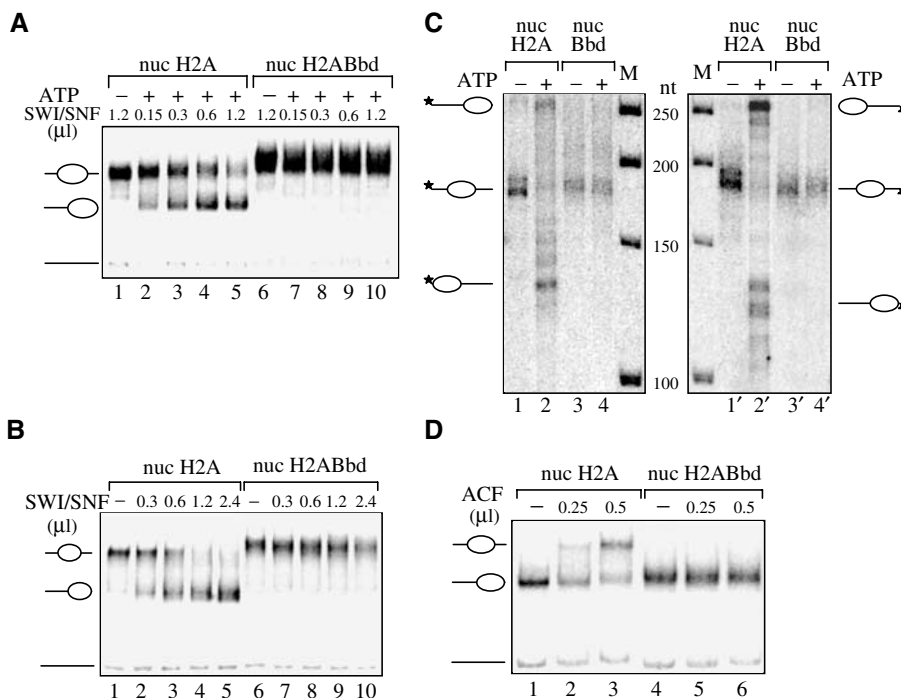 A
nuc H2A nuc H2ABbd
ATP − + + + + − + + + +
SWI/SNF 1.2 0.15 0.3 0.6 1.2 1.2 0.15 0.3 0.6 1.2
(μl)
1 2 3 4 5 6 7 8 9 10
B
nuc H2A nuc H2ABbd
SWI/SNF − 0.3 0.6 1.2 2.4 − 0.3 0.6 1.2 2.4
(μl)
1 2 3 4 5 6 7 8 9 10
C
nuc H2A nuc Bbd nuc H2A nuc Bbd
ATP − + − + M nt M − + − + ATP
250
200
150
100
1 2 3 4 M 1′ 2′ 3′ 4′
D
nuc H2A nuc H2ABbd
ACF − 0.25 0.5 − 0.25 0.5
(μl)
1 2 3 4 5 6